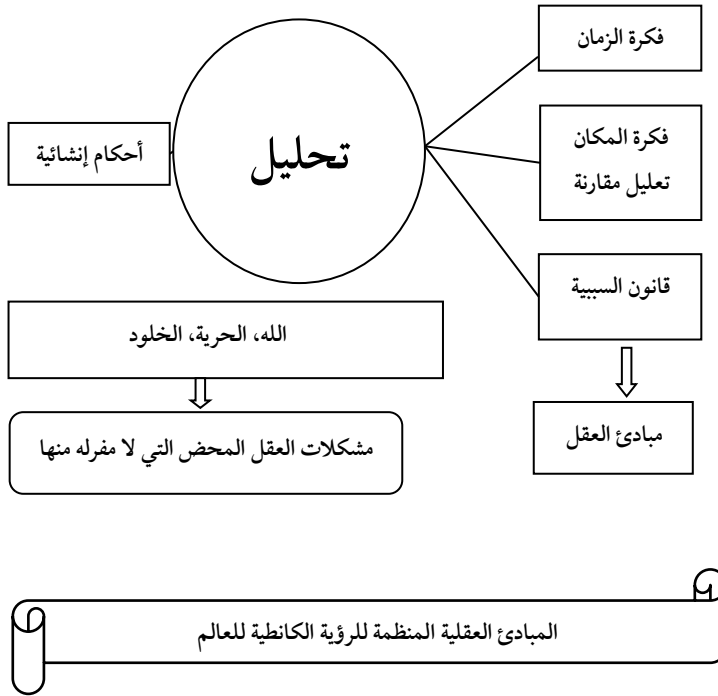 فكرة الزمان
فكرة المكان
تعليل مقارنة
قانون السببية
مبادئ العقل
تحليل
أحكام إنشائية
الله، الحرية، الخلود
مشكلات العقل المحض التي لا مفرله منها
المبادئ العقلية المنظمة للرؤية الكانطية للعالم